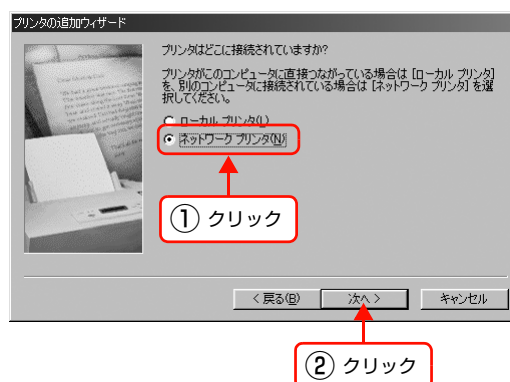 プリンタの追加ウィザード
プリンタはどこに接続されていますか?
プリンタがこのコンピュータに直接つながっている場合は [ローカル プリンタ]
を、別のコンピュータに接続されている場合は [ネットワーク プリンタ] を選
択してください。
ローカル プリンタ(L)
ネットワーク プリンタ(N)
① クリック
< 戻る(B)
次へ >
キャンセル
② クリック